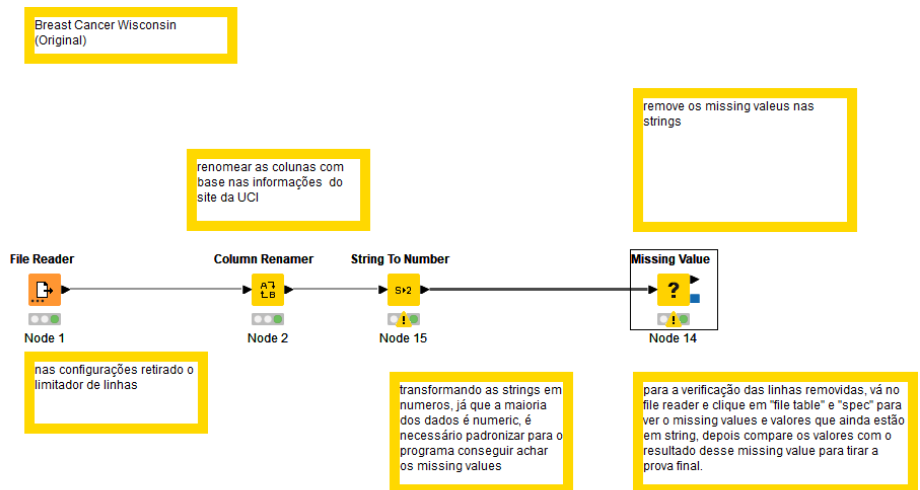 Breast Cancer Wisconsin
(Original)
remove os missing valeus nas
strings
renomear as colunas com
base nas informações do
site da UCI
File Reader
Column Renamer
String To Number
Missing Value
A
B
S▸2
?
Node 1
Node 2
Node 15
Node 14
nas configurações retirado o
limitador de linhas
transformando as strings em
numeros, já que a maioria
dos dados é numeric, é
necessário padronizar para o
programa conseguir achar
os missing values
para a verificação das linhas removidas, vá no
file reader e clique em "file table" e "spec" para
ver o missing values e valores que ainda estão
em string, depois compare os valores com o
resultado desse missing value para tirar a
prova final.